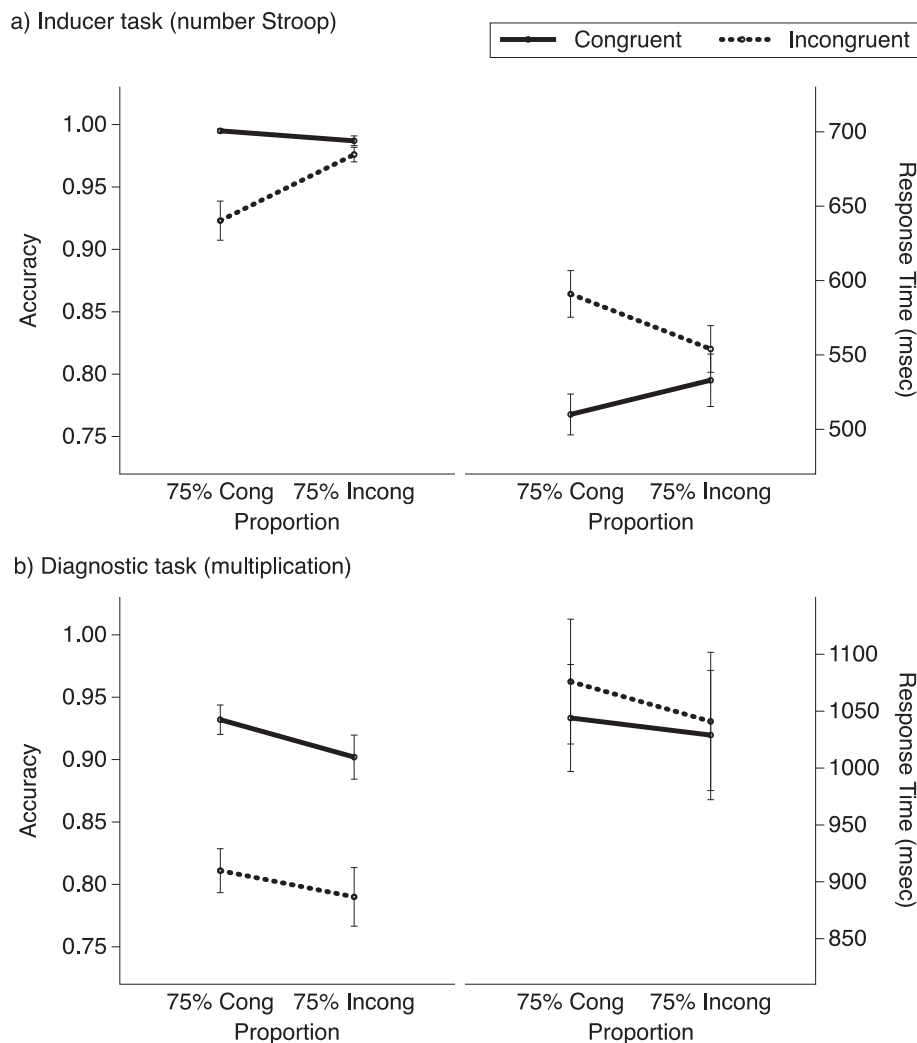 a) Inducer task (number Stroop)
Congruent Incongruent
Accuracy
1.00
0.95
0.90
0.85
0.80
0.75
75% Cong 75% Incong
Proportion
700
650
600
550
500
Response Time (msec)
75% Cong 75% Incong
Proportion
b) Diagnostic task (multiplication)
Accuracy
1.00
0.95
0.90
0.85
0.80
0.75
75% Cong 75% Incong
Proportion
1100
1050
1000
950
900
850
Response Time (msec)
75% Cong 75% Incong
Proportion